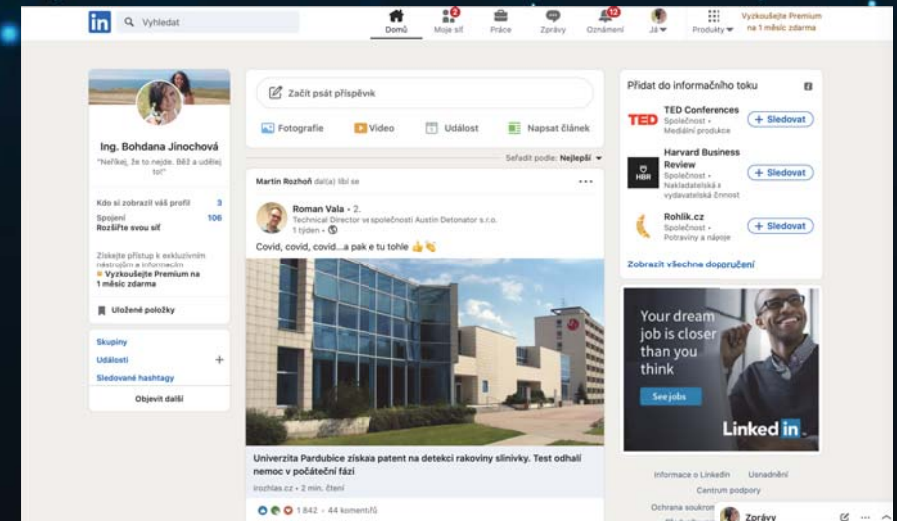 in
Vyhledat
Domů
2
Moje síť
Práce
Zprávy
12
Oznámení
Já
Produkty
Vyzkoušejte Premium
na 1 měsíc zdarma
Ing. Bohdana Jinochová
"Neříkej, že to nejde. Běž a udělej
to!"
Kdo si zobrazil váš profil 3
Spojení 106
Rozšiřte svou síť
Získejte přístup k exkluzivním
nástrojům a informacím
Vyzkoušejte Premium na
1 měsíc zdarma
Uložené položky
Skupiny
Události +
Sledované hashtagy
Objevit další
Začít psát příspěvek
Fotografie
Video
Událost
Napsat článek
Seřadit podle: Nejlepší
Martin Rozhoň dal(a) líbí se
Roman Vala • 2.
Technical Director ve společnosti Austin Detonator s.r.o.
1 týden •
Covid, covid, covid...a pak e tu tohle
Univerzita Pardubice získala patent na detekci rakoviny slinivky. Test odhalí
nemoc v počáteční fázi
irozhlas.cz • 2 min. čtení
1 842 · 44 komentářů
Přidat do informačního toku
TED
TED Conferences
Společnost •
Mediální produkce
+ Sledovat
HBR
Harvard Business
Review
Společnost •
Nakladatelská a
vydavatelská činnost
+ Sledovat
Rohlik.cz
Společnost •
Potraviny a nápoje
+ Sledovat
Zobrazit všechne doporučení
Your dream
job is closer
than you
think
See jobs
Linked in
Informace o LinkedIn Usnadnění
Centrum podpory
Ochrana soukrom
Zprávy